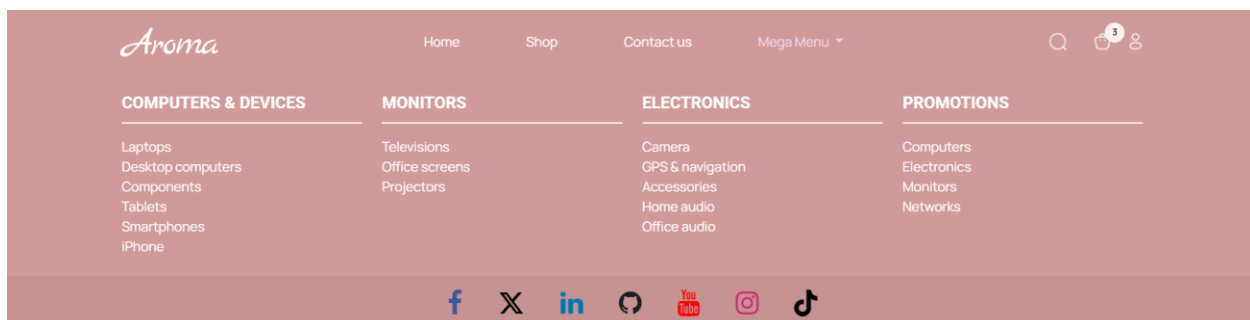 Aroma Home Shop Contact us Mega Menu 3
COMPUTERS & DEVICES
Laptops
Desktop computers
Components
Tablets
Smartphones
iPhone
MONITORS
Televisions
Office screens
Projectors
ELECTRONICS
Camera
GPS & navigation
Accessories
Home audio
Office audio
PROMOTIONS
Computers
Electronics
Monitors
Networks
f X in You
Tube